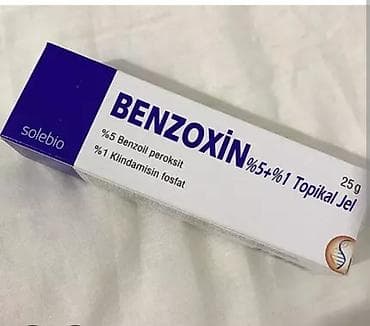 solebio
BENZOXİN %5+%1 Topikal Jel
%5 Benzoil peroksit
%1 Klindamisin fosfat
25 g